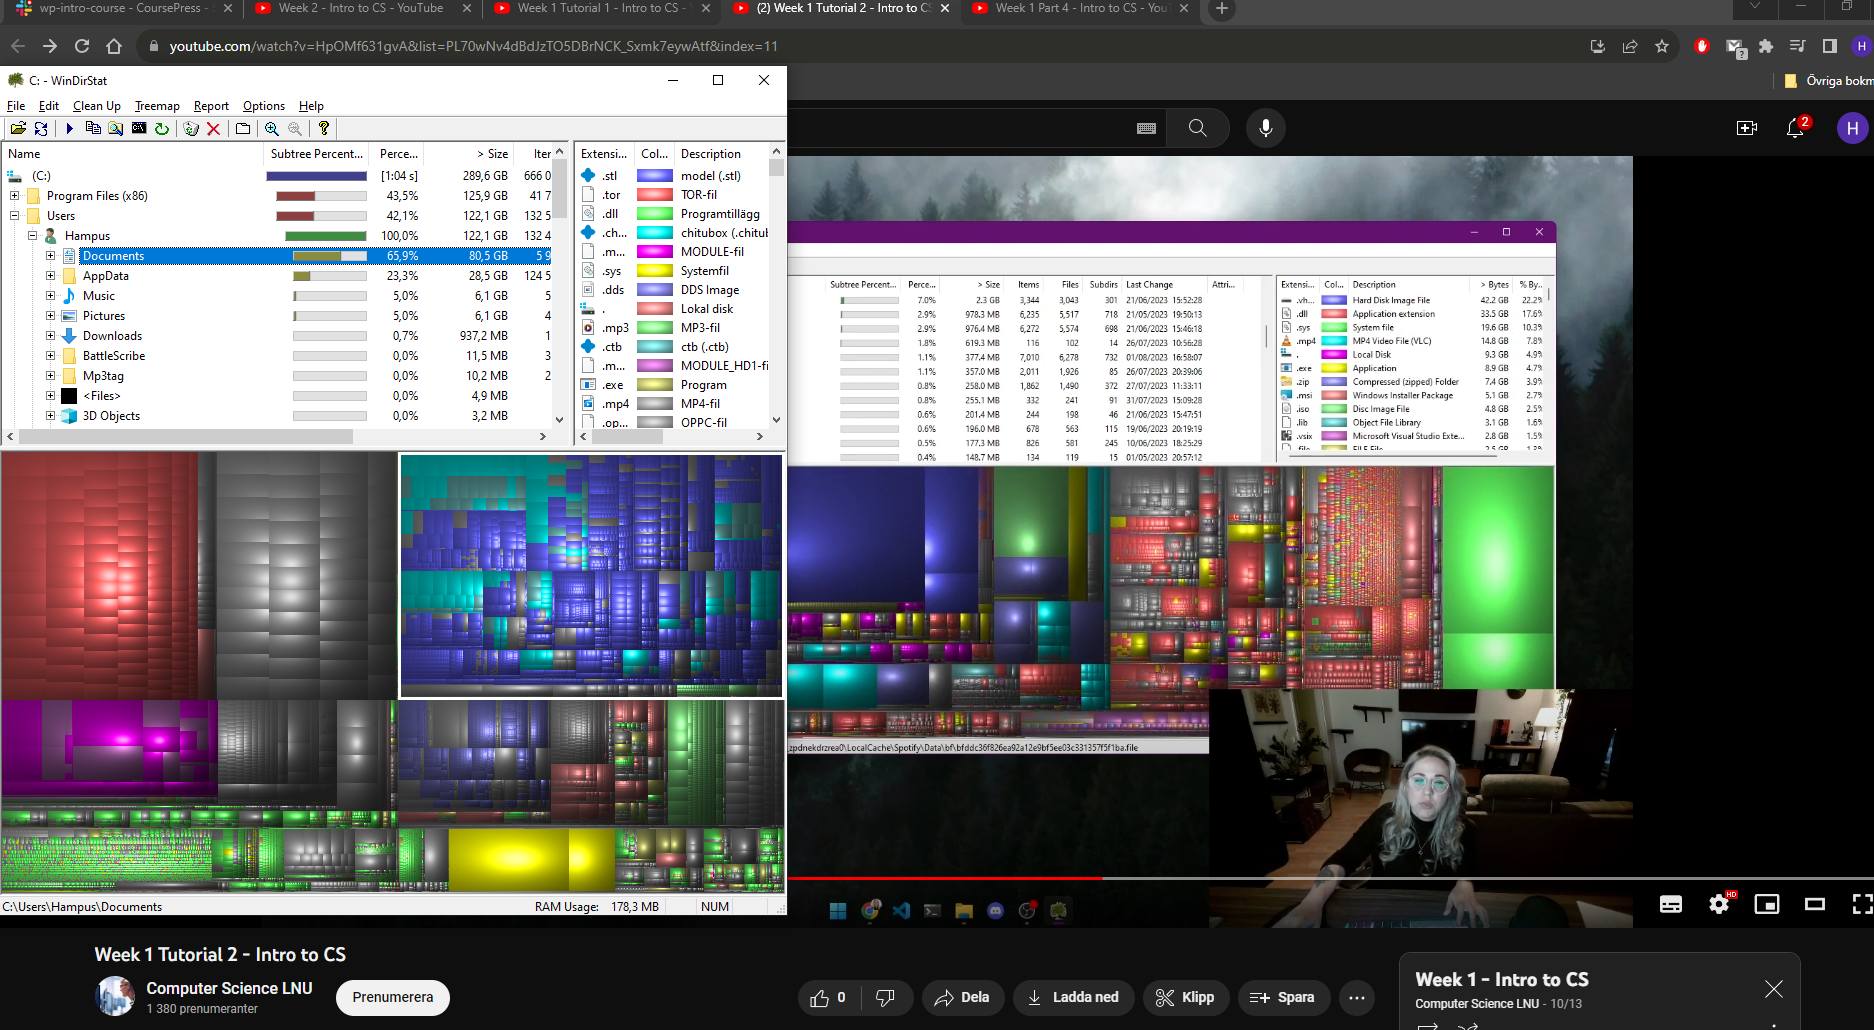 wp-intro-course - CoursePress - S
Week 2 - Intro to CS - YouTube
Week 1 Tutorial 1 - Intro to CS -
(2) Week 1 Tutorial 2 - Intro to CS
Week 1 Part 4 - Intro to CS - YouT
youtube.com/watch?v=HpOMf631gvA&list=PL70wNv4dBdJzTO5DBrNCK_Sxmk7eywAtf&index=11
H
Övriga bokm
C: - WinDirStat
File Edit Clean Up Treemap Report Options Help
Name Subtree Percent... Perce... > Size Iter
(C:) [1:04 s] 289,6 GB 666 0
Program Files (x86) 43,5% 125,9 GB 41 7
Users 42,1% 122,1 GB 132 5
Hampus 100,0% 122,1 GB 132 4
Documents 65,9% 80,5 GB 5 9
AppData 23,3% 28,5 GB 124 5
Music 5,0% 6,1 GB 5
Pictures 5,0% 6,1 GB 4
Downloads 0,7% 937,2 MB 1
BattleScribe 0,0% 11,5 MB 3
Mp3tag 0,0% 10,2 MB 2
<Files> 0,0% 4,9 MB
3D Objects 0,0% 3,2 MB
Extensi... Col... Description
.stl model (.stl)
.tor TOR-fil
.dll Programtillägg
.ch... chitubox (.chitub
.m... MODULE-fil
.sys Systemfil
.dds DDS Image
. Lokal disk
.mp3 MP3-fil
.ctb ctb (.ctb)
.m... MODULE_HD1-fi
.exe Program
.mp4 MP4-fil
.op... OPPC-fil
C:\Users\Hampus\Documents RAM Usage: 178,3 MB NUM
2
H
Subtree Percent... Perce... > Size Items Files Subdirs Last Change Attri...
7.0% 2.3 GB 3,344 3,043 301 21/06/2023 15:52:28
2.9% 978.3 MB 6,235 5,517 718 21/05/2023 19:50:13
2.9% 976.4 MB 6,272 5,574 698 21/06/2023 15:46:18
1.8% 619.3 MB 116 102 14 26/07/2023 10:56:28
1.1% 377.4 MB 7,010 6,278 732 01/08/2023 16:58:07
1.1% 357.0 MB 2,011 1,926 85 26/07/2023 20:39:06
0.8% 258.0 MB 1,862 1,490 372 27/07/2023 11:33:11
0.8% 255.1 MB 332 241 91 31/07/2023 15:09:28
0.6% 201.4 MB 244 198 46 21/06/2023 15:47:51
0.6% 196.0 MB 678 563 115 19/06/2023 20:19:19
0.5% 177.3 MB 826 581 245 10/06/2023 18:25:29
0.4% 148.7 MB 134 119 15 01/05/2023 20:57:12
Extensi... Col... Description > Bytes % By...
.vh... Hard Disk Image File 42.2 GB 22.2%
.dll Application extension 33.5 GB 17.6%
.sys System file 19.6 GB 10.3%
.mp4 MP4 Video File (VLC) 14.8 GB 7.8%
. Local Disk 9.3 GB 4.9%
.exe Application 8.9 GB 4.7%
.zip Compressed (zipped) Folder 7.4 GB 3.9%
.msi Windows Installer Package 5.1 GB 2.7%
.iso Disc Image File 4.8 GB 2.5%
.lib Object File Library 3.1 GB 1.6%
.vsix Microsoft Visual Studio Exte... 2.8 GB 1.5%
_zpdnekdrzrea0\LocalCache\Spotify\Data\bf\bfddc36f826ea92a12e9bf5ee03c331357f5f1ba.file
HD
Week 1 Tutorial 2 - Intro to CS
Computer Science LNU
1 380 prenumeranter
Prenumerera
0
Dela
Ladda ned
Klipp
Spara
Week 1 - Intro to CS
Computer Science LNU - 10/13